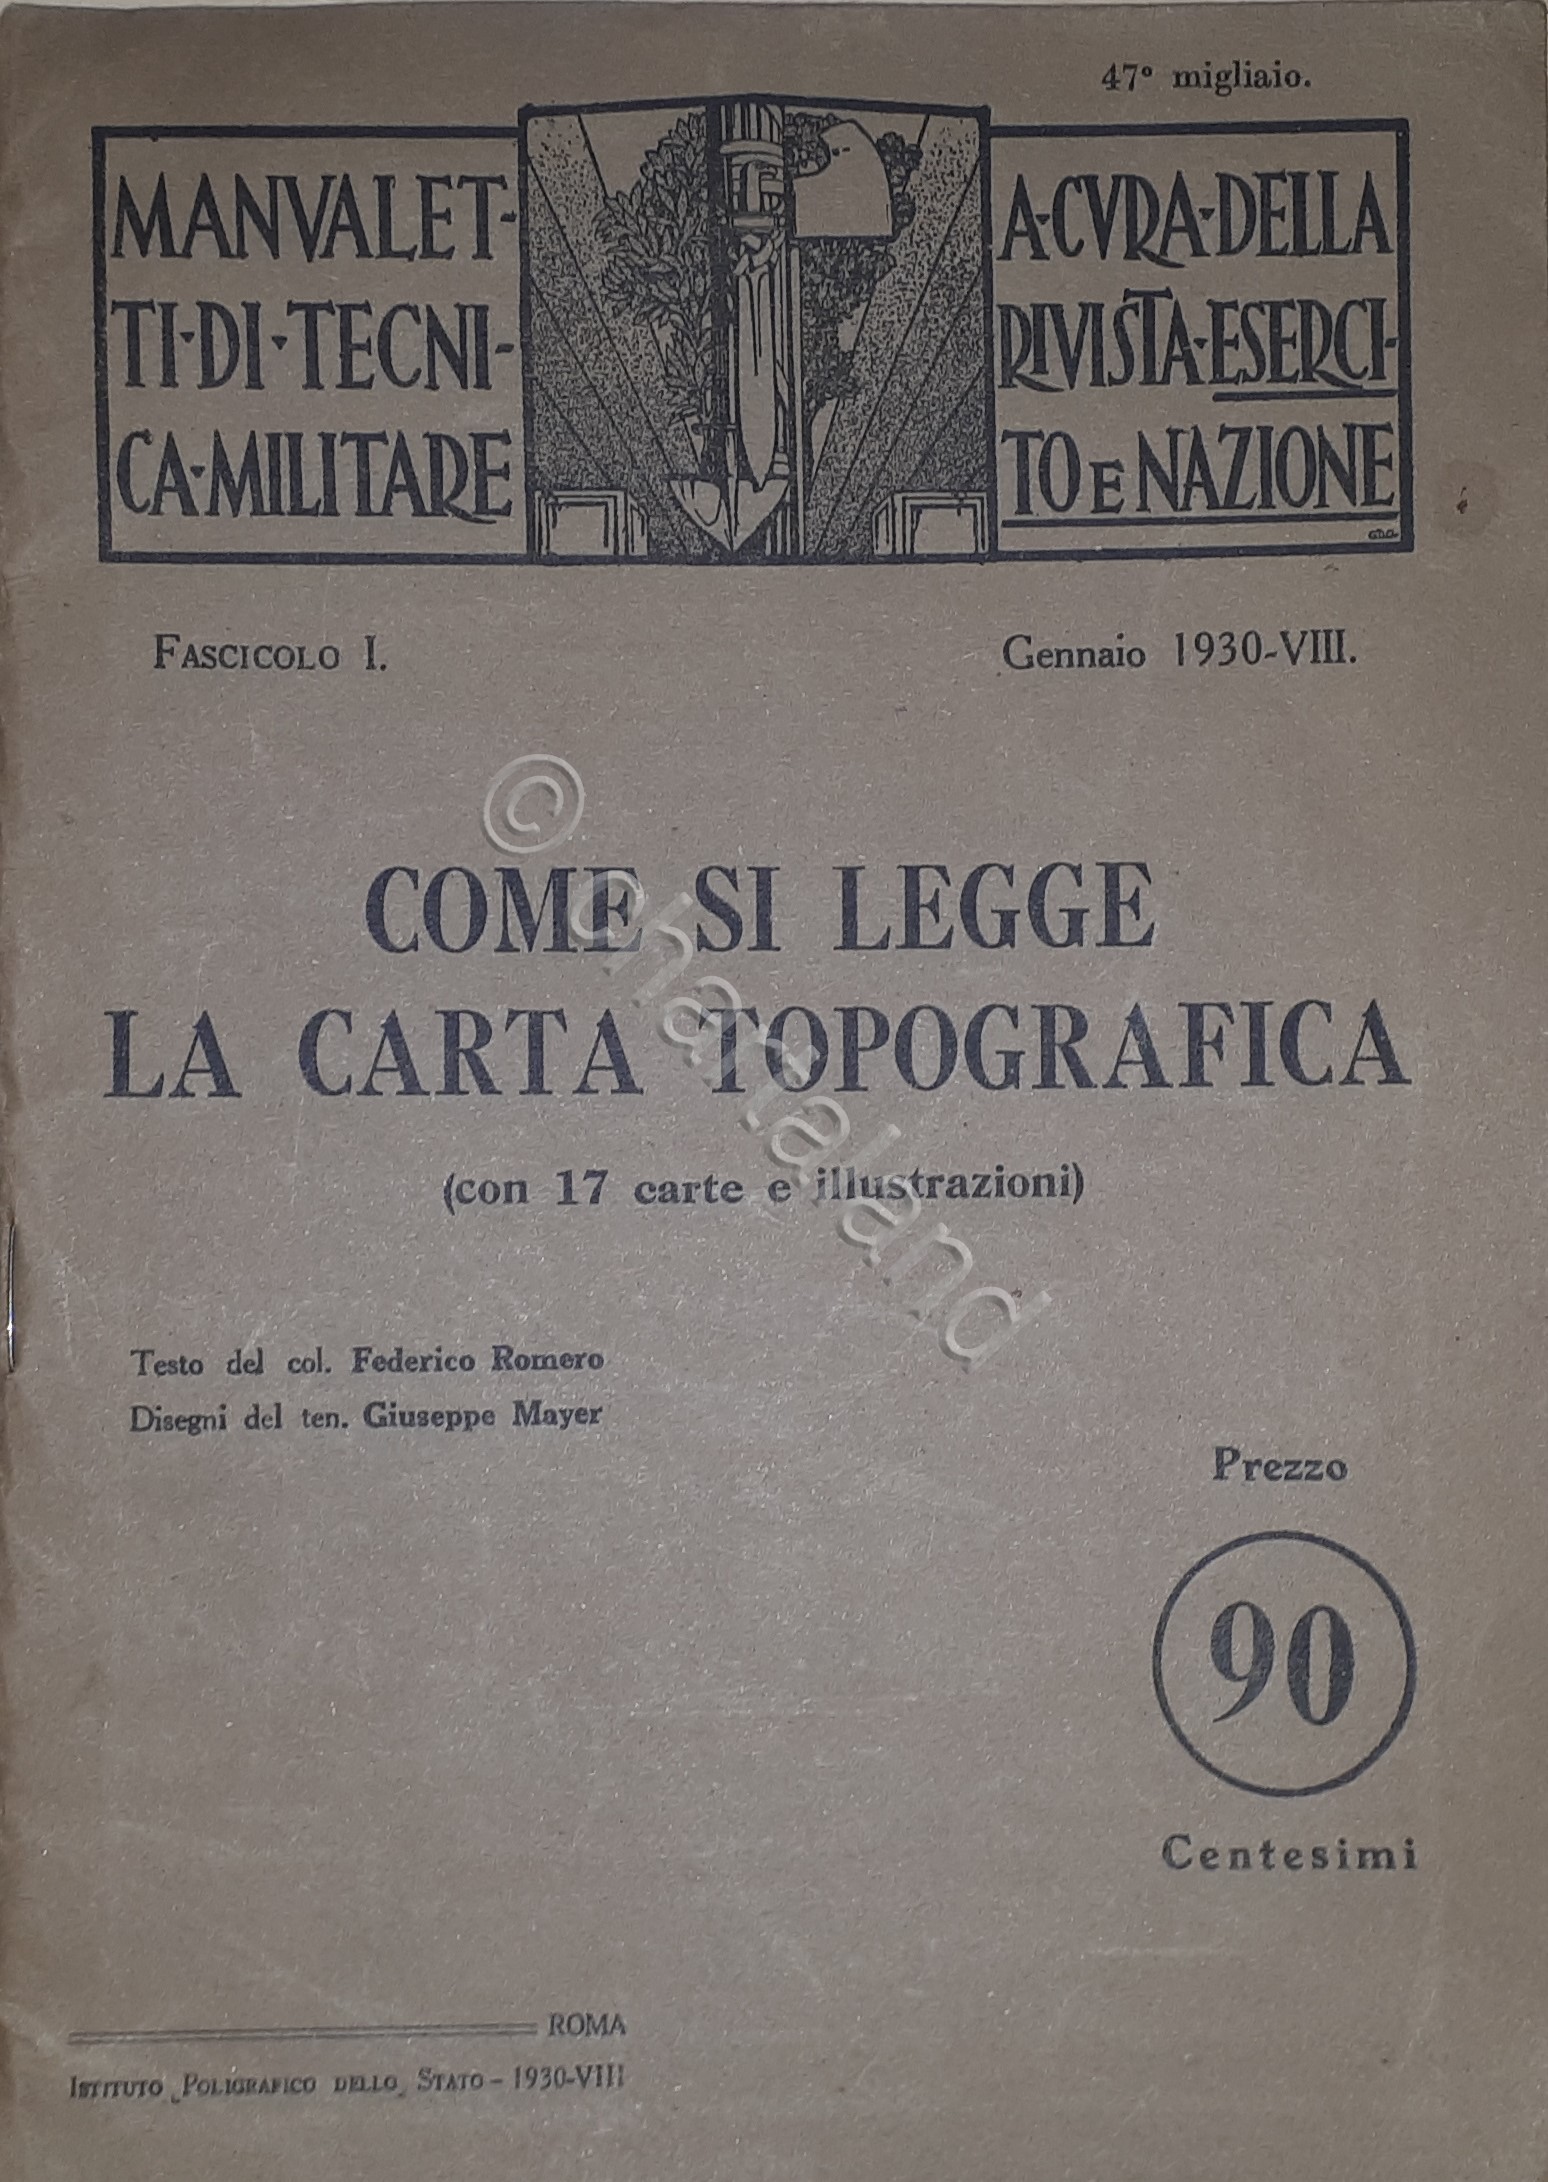 47° migliaio.
MANVALET-
TI·DI·TECNI-
CA·MILITARE
A·CVRA·DELLA
RIVISTA·ESERCI-
TO E NAZIONE
FASCICOLO I.
Gennaio 1930-VIII.
COME SI LEGGE
LA CARTA TOPOGRAFICA
(con 17 carte e illustrazioni)
© chartaland
Testo del col. Federico Romero
Disegni del ten. Giuseppe Mayer
Prezzo
90
Centesimi
ROMA
ISTITUTO POLIGRAFICO DELLO STATO - 1930-VIII